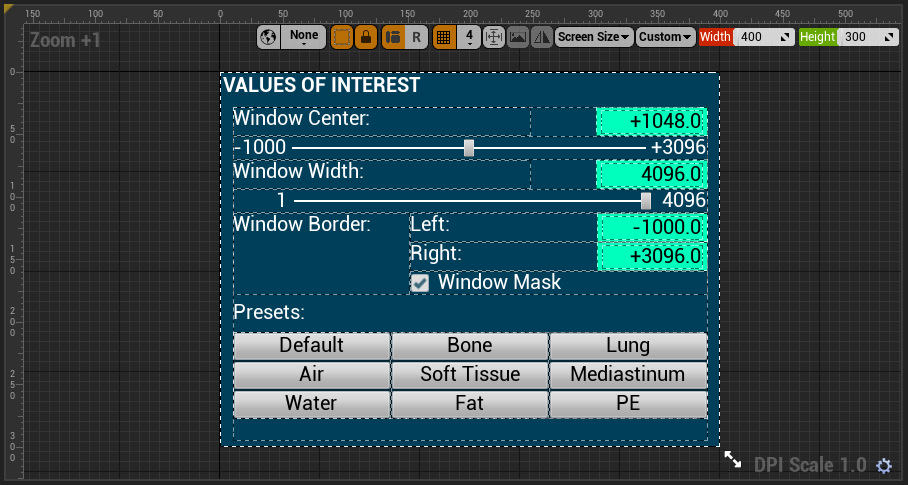 150 100 50 0 50 100 150 200 250 300 350 400 450 500
Zoom +1
None R 4 Screen Size Custom Width 400 Height 300
0
50
100
150
200
250
300
VALUES OF INTEREST
Window Center: +1048.0
-1000 +3096
Window Width: 4096.0
1 4096
Window Border: Left: -1000.0
Right: +3096.0
Window Mask
Presets:
Default Bone Lung
Air Soft Tissue Mediastinum
Water Fat PE
DPI Scale 1.0